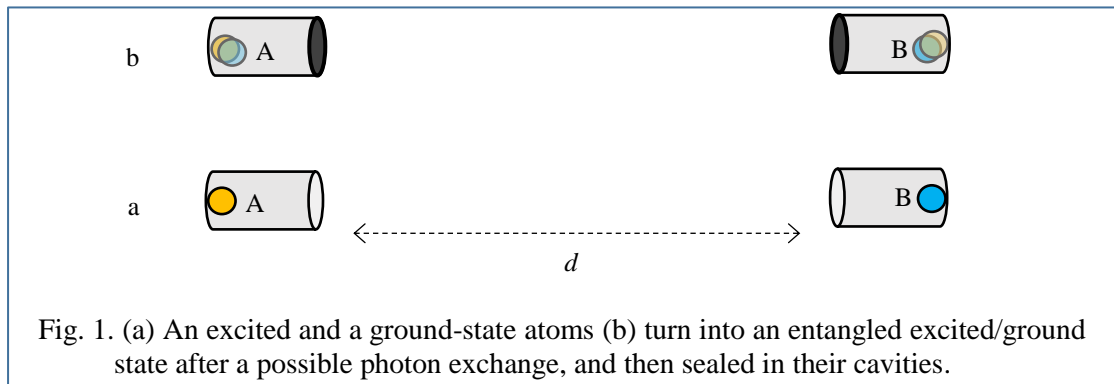 b A B
a A B
d
Fig. 1. (a) An excited and a ground-state atoms (b) turn into an entangled excited/ground
state after a possible photon exchange, and then sealed in their cavities.